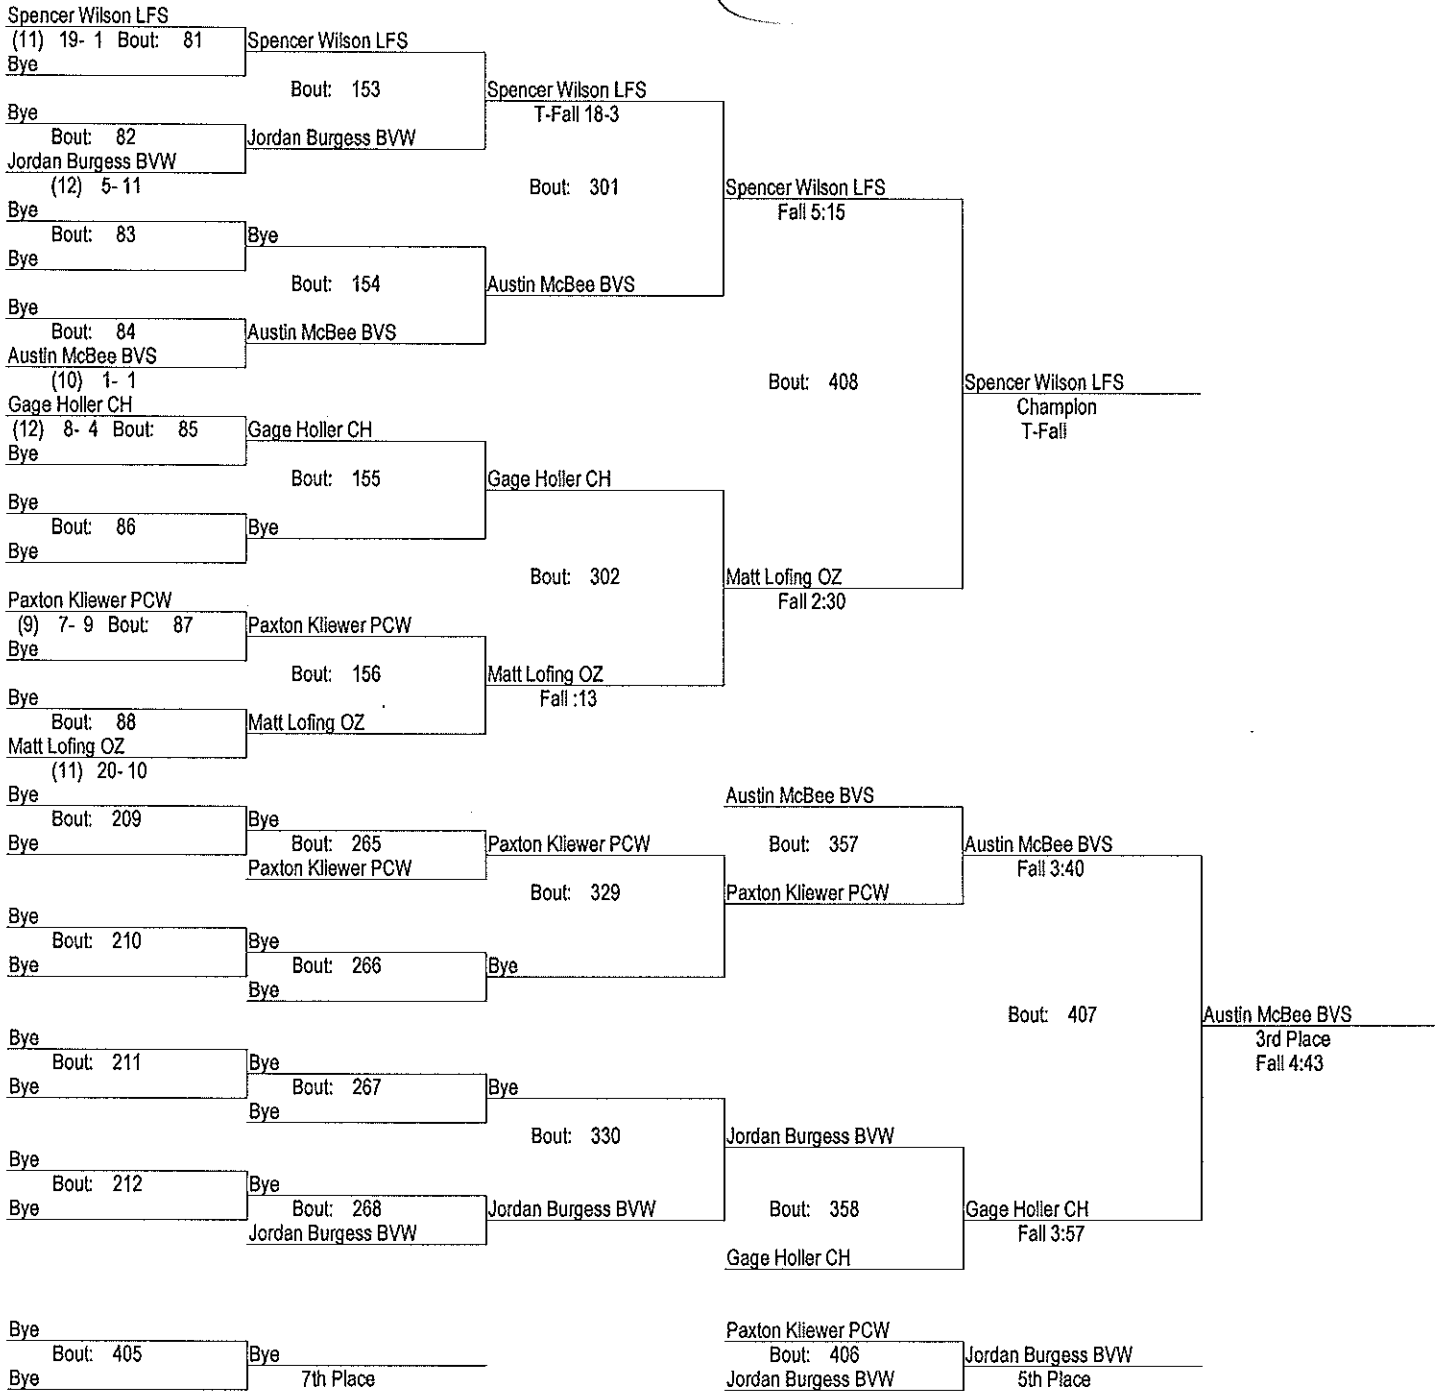 Spencer Wilson LFS
(11) 19- 1 Bout: 81
Bye
Spencer Wilson LFS
Bout: 153
Spencer Wilson LFS
T-Fall 18-3
Bye
Bout: 82
Jordan Burgess BVW
Jordan Burgess BVW
(12) 5- 11
Bout: 301
Spencer Wilson LFS
Fall 5:15
Bye
Bout: 83
Bye
Bye
Bout: 154
Austin McBee BVS
Bye
Bout: 84
Austin McBee BVS
Austin McBee BVS
(10) 1- 1
Bout: 408
Spencer Wilson LFS
Champion
T-Fall
Gage Holler CH
(12) 8- 4 Bout: 85
Bye
Gage Holler CH
Bout: 155
Gage Holler CH
Bye
Bout: 86
Bye
Bye
Bout: 302
Matt Lofing OZ
Fall 2:30
Paxton Kliewer PCW
(9) 7- 9 Bout: 87
Bye
Paxton Kliewer PCW
Bout: 156
Matt Lofing OZ
Fall :13
Bye
Bout: 88
Matt Lofing OZ
Matt Lofing OZ
(11) 20- 10
Bye
Bout: 209
Bye
Bye
Bout: 265
Paxton Kliewer PCW
Paxton Kliewer PCW
Bout: 329
Austin McBee BVS
Bout: 357
Paxton Kliewer PCW
Austin McBee BVS
Fall 3:40
Bye
Bout: 210
Bye
Bye
Bout: 266
Bye
Bye
Bout: 407
Austin McBee BVS
3rd Place
Fall 4:43
Bye
Bout: 211
Bye
Bye
Bout: 267
Bye
Bye
Bout: 330
Jordan Burgess BVW
Bye
Bout: 212
Bye
Bye
Bout: 268
Jordan Burgess BVW
Jordan Burgess BVW
Bout: 358
Gage Holler CH
Gage Holler CH
Fall 3:57
Bye
Bout: 405
Bye
Bye
7th Place
Paxton Kliewer PCW
Bout: 406
Jordan Burgess BVW
Jordan Burgess BVW
5th Place